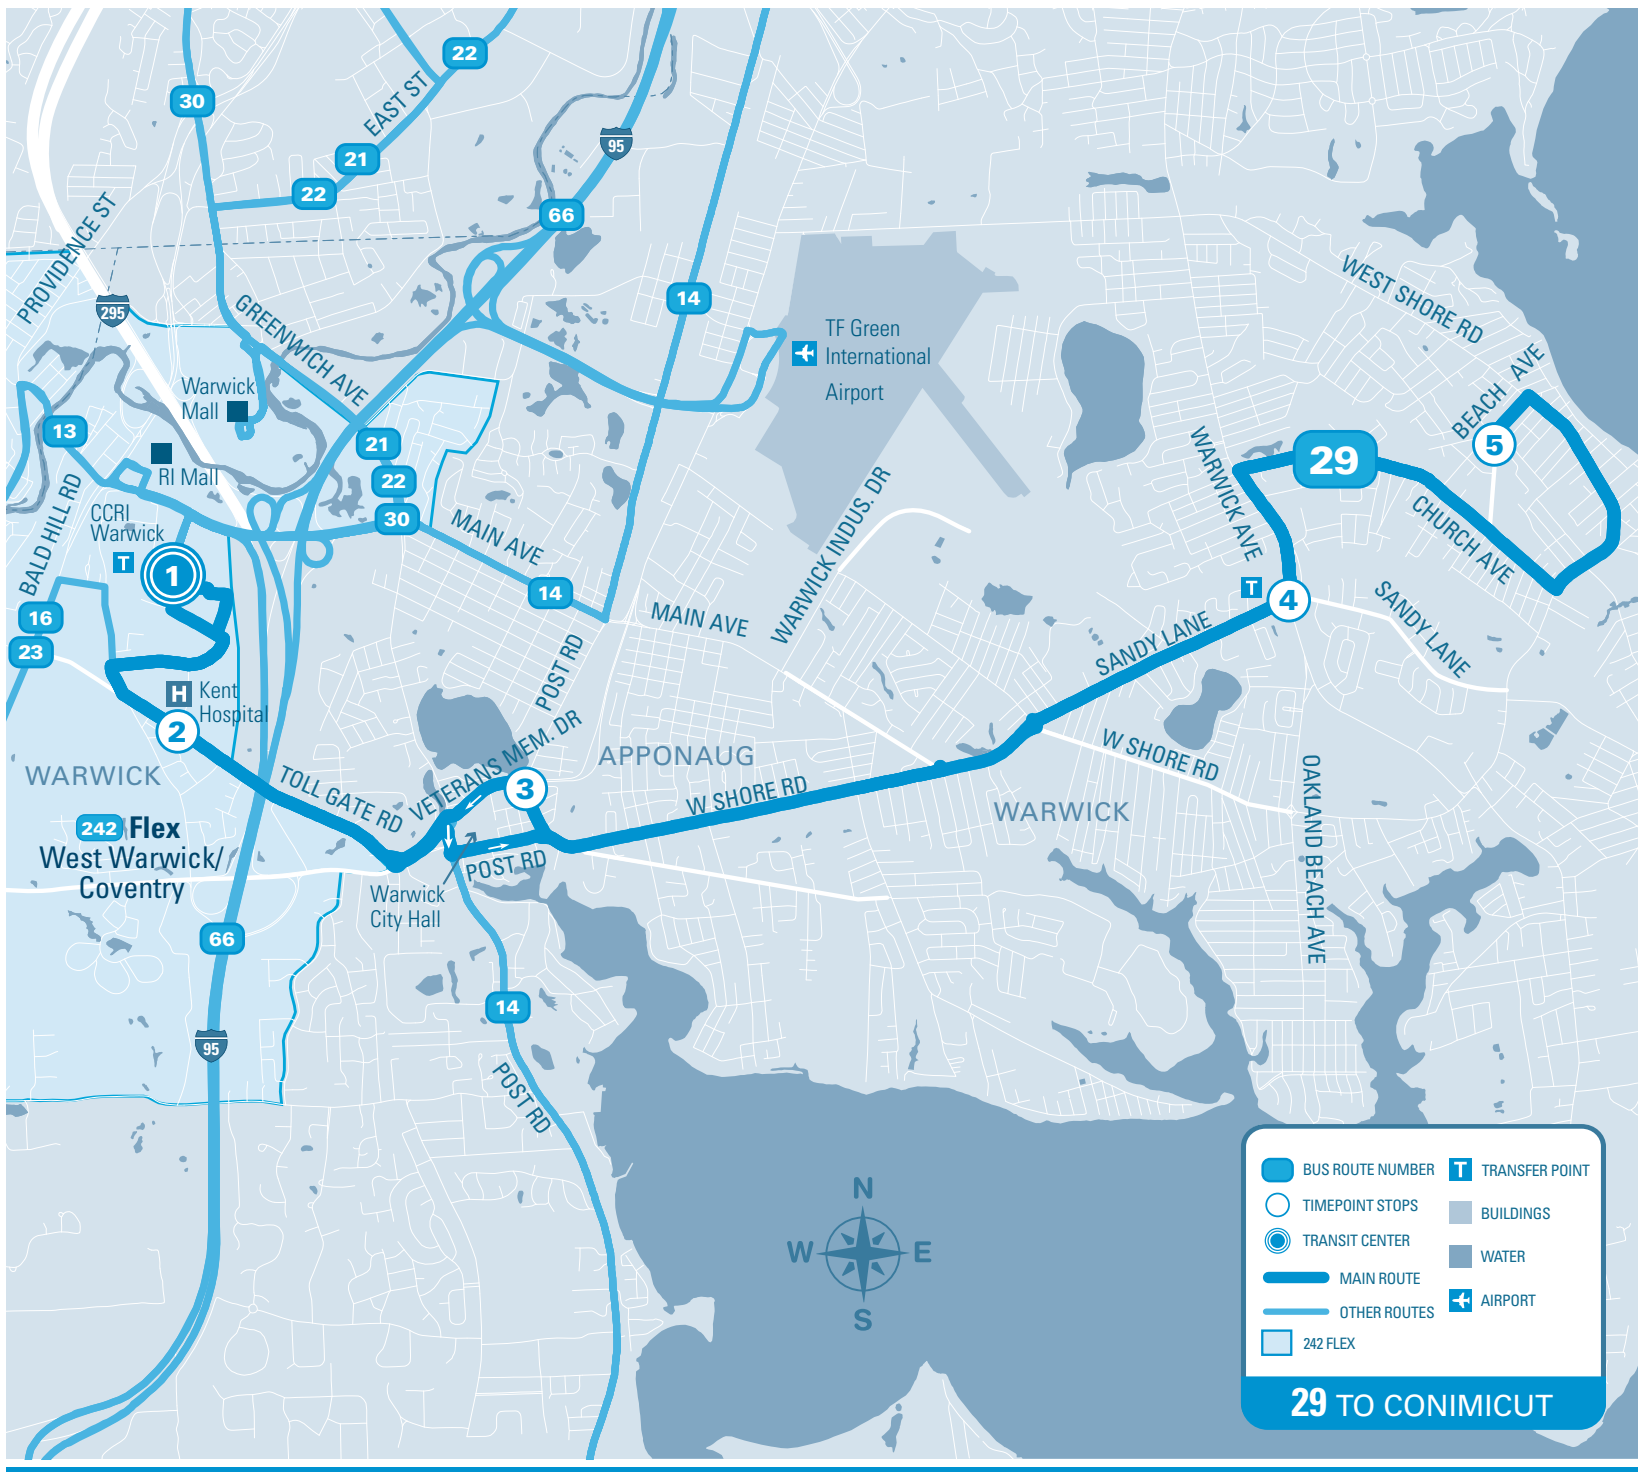 22
30
EAST ST
95
21
22
PROVIDENCE ST
66
295
GREENWICH AVE
14
WEST SHORE RD
TF Green
International
Airport
Warwick
Mall
BEACH AVE
13
21
5
29
WARWICK AVE
RI Mall
22
BALD HILL RD
CCRI
Warwick
30
MAIN AVE
WARWICK INDUS. DR
CHURCH AVE
T
1
14
T
4
16
MAIN AVE
SANDY LANE
SANDY LANE
23
POST RD
H
Kent
Hospital
2
VETERANS MEM. DR
APPONAUG
W SHORE RD
WARWICK
TOLL GATE RD
3
W SHORE RD
WARWICK
OAKLAND BEACH AVE
242 Flex
West Warwick/
Coventry
POST RD
Warwick
City Hall
66
14
95
POST RD
N
W E
S
BUS ROUTE NUMBER
TIMEPOINT STOPS
TRANSIT CENTER
MAIN ROUTE
OTHER ROUTES
242 FLEX
T TRANSFER POINT
BUILDINGS
WATER
AIRPORT
29 TO CONIMICUT